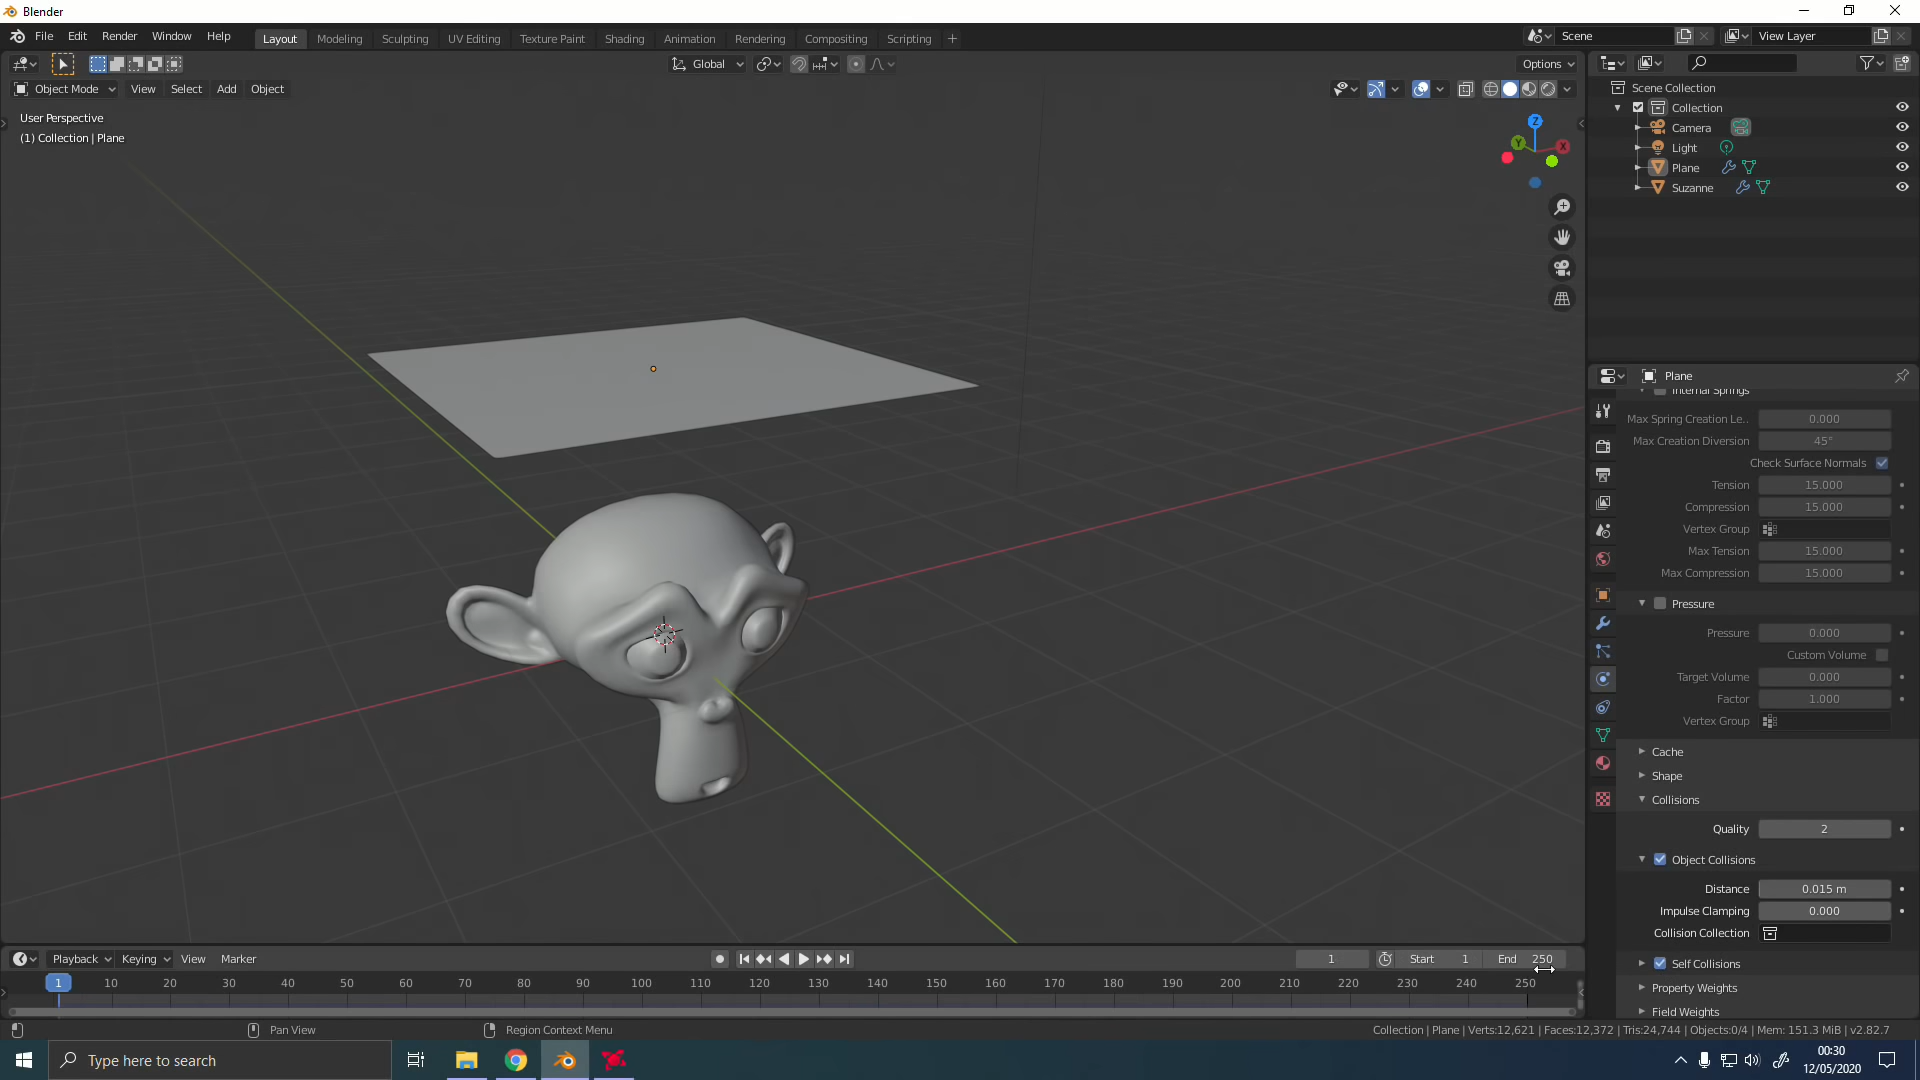 Blender
File Edit Render Window Help
Layout Modeling Sculpting UV Editing Texture Paint Shading Animation Rendering Compositing Scripting +
Scene
View Layer
Global
Options
Object Mode View Select Add Object
User Perspective
(1) Collection | Plane
Z
Y
X
Scene Collection
Collection
Camera
Light
Plane
Suzanne
Plane
Internal Springs
Max Spring Creation Le.. 0.000
Max Creation Diversion 45°
Check Surface Normals
Tension 15.000
Compression 15.000
Vertex Group
Max Tension 15.000
Max Compression 15.000
Pressure
Pressure 0.000
Custom Volume
Target Volume 0.000
Factor 1.000
Vertex Group
Cache
Shape
Collisions
Quality 2
Object Collisions
Distance 0.015 m
Impulse Clamping 0.000
Collision Collection
Self Collisions
Property Weights
Field Weights
Playback Keying View Marker
1 Start 1 End 250
1 10 20 30 40 50 60 70 80 90 100 110 120 130 140 150 160 170 180 190 200 210 220 230 240 250
Pan View Region Context Menu
Collection | Plane | Verts:12,621 | Faces:12,372 | Tris:24,744 | Objects:0/4 | Mem: 151.3 MiB | v2.82.7
Type here to search
00:30
12/05/2020